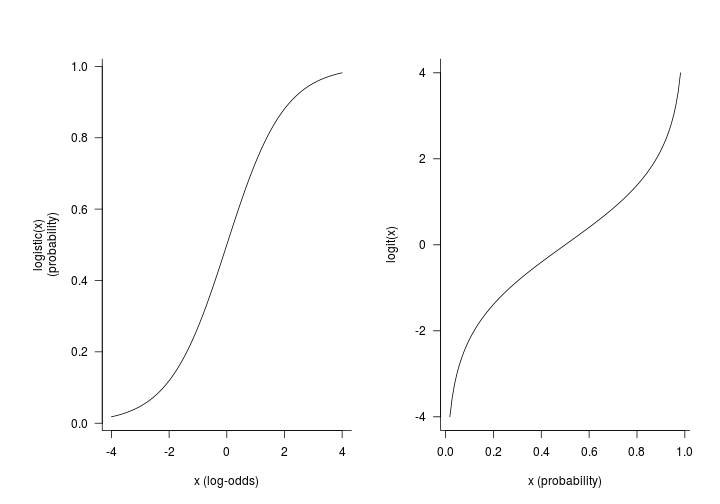 1.0
0.8
0.6
0.4
0.2
0.0
logistic(x)
(probability)
-4 -2 0 2 4
x (log-odds)
4
2
0
-2
-4
logit(x)
0.0 0.2 0.4 0.6 0.8 1.0
x (probability)